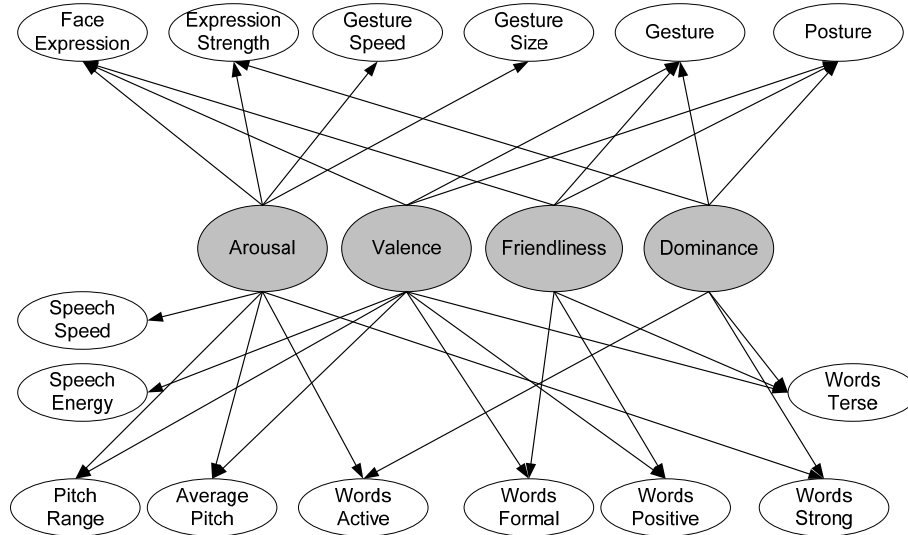 Face
Expression
Expression
Strength
Gesture
Speed
Gesture
Size
Gesture
Posture
Arousal
Valence
Friendliness
Dominance
Speech
Speed
Speech
Energy
Words
Terse
Pitch
Range
Average
Pitch
Words
Active
Words
Formal
Words
Positive
Words
Strong